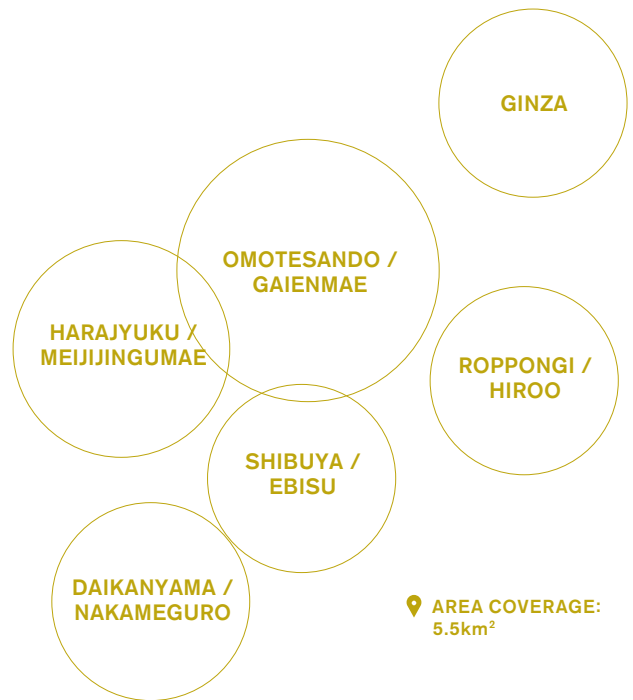 GINZA
OMOTESANDO /
GAIENMAE
HARAJYUKU /
MEIJIJINGUMAE
ROPPONGI /
HIROO
SHIBUYA /
EBISU
DAIKANYAMA /
NAKAMEGURO
AREA COVERAGE:
5.5km²